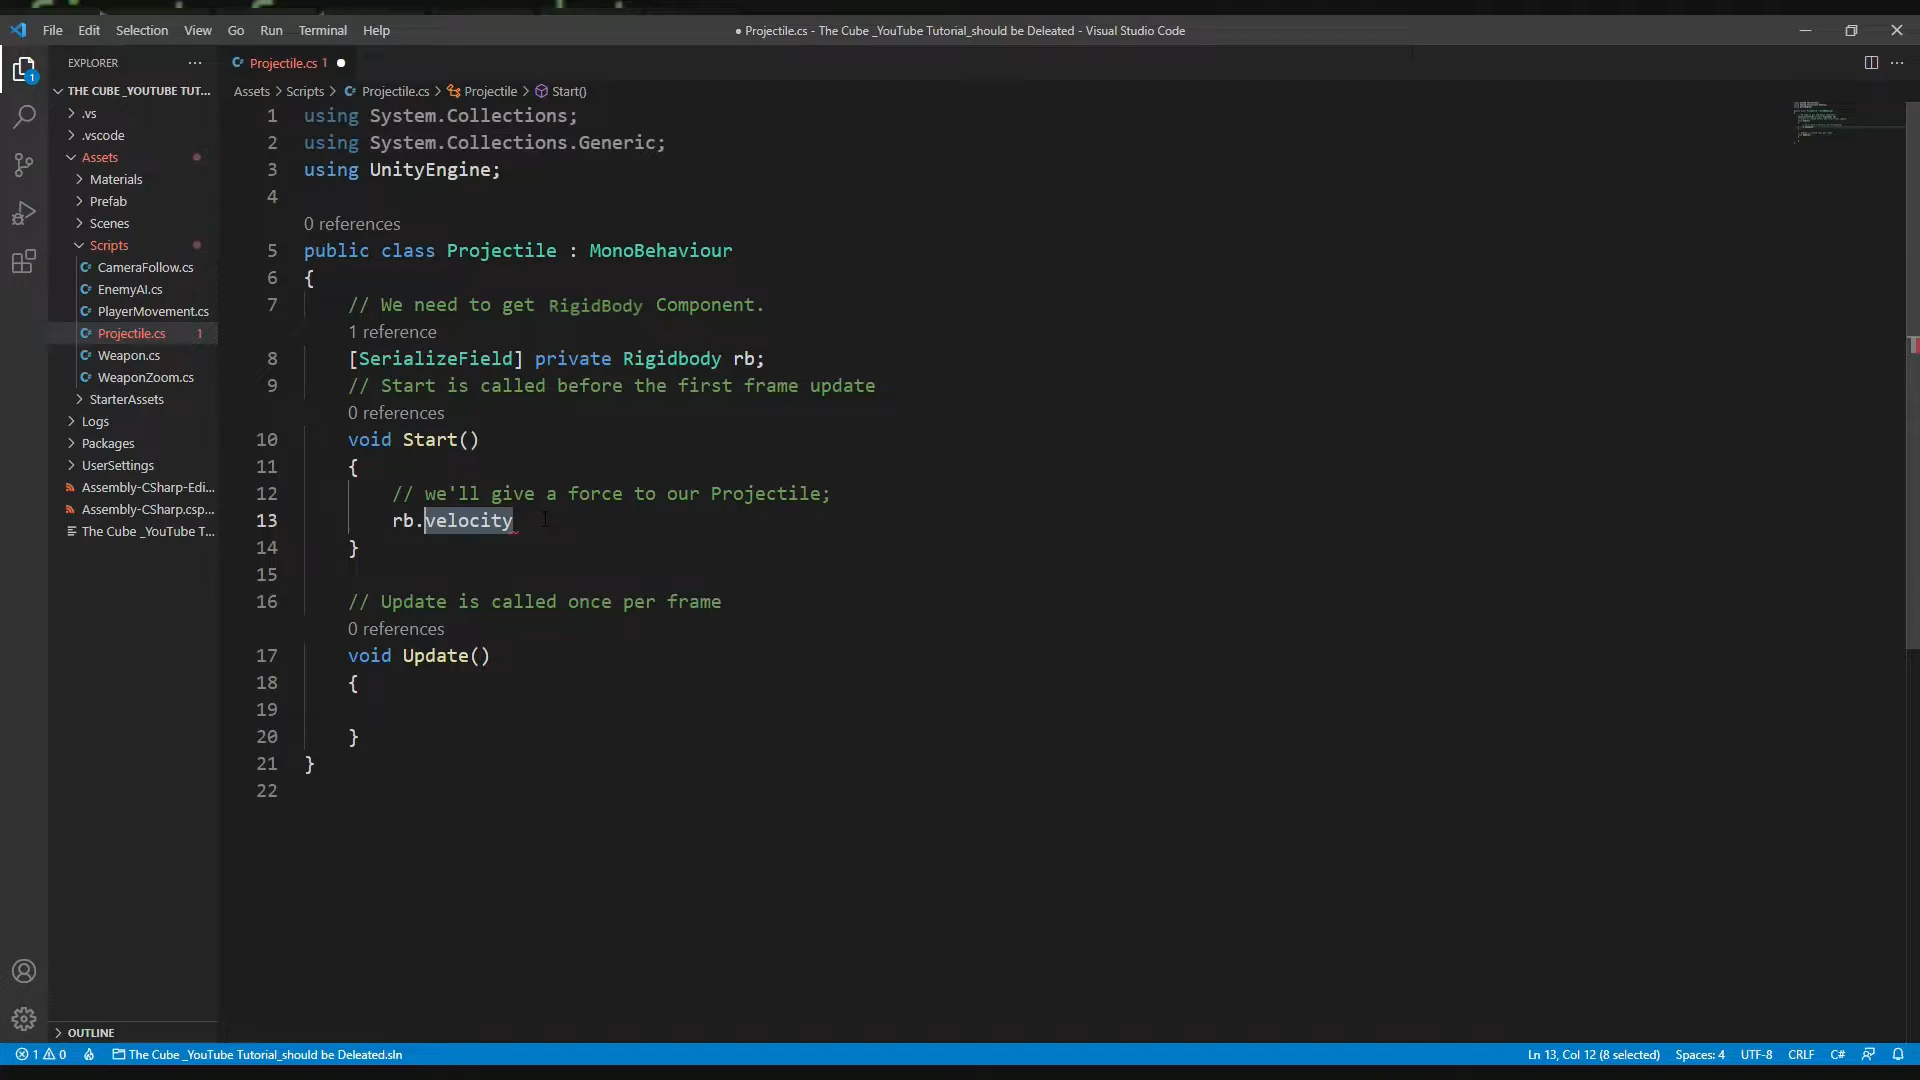 File Edit Selection View Go Run Terminal Help
● Projectile.cs - The Cube _YouTube Tutorial_should be Deleated - Visual Studio Code
EXPLORER ...
Projectile.cs 1
THE CUBE _YOUTUBE TUT...
Assets > Scripts > Projectile.cs > Projectile > Start()
1
.vs
.vscode
Assets
Materials
Prefab
Scenes
Scripts
CameraFollow.cs
EnemyAI.cs
PlayerMovement.cs
Projectile.cs 1
Weapon.cs
WeaponZoom.cs
StarterAssets
Logs
Packages
UserSettings
Assembly-CSharp-Edi...
Assembly-CSharp.csp...
The Cube _YouTube T...
OUTLINE
1 using System.Collections;
2 using System.Collections.Generic;
3 using UnityEngine;
4
0 references
5 public class Projectile : MonoBehaviour
6 {
7 // We need to get RigidBody Component.
1 reference
8 [SerializeField] private Rigidbody rb;
9 // Start is called before the first frame update
0 references
10 void Start()
11 {
12 // we'll give a force to our Projectile;
13 rb.velocity
14 }
15
16 // Update is called once per frame
0 references
17 void Update()
18 {
19
20 }
21 }
22
1 0 The Cube _YouTube Tutorial_should be Deleated.sln
Ln 13, Col 12 (8 selected) Spaces: 4 UTF-8 CRLF C#